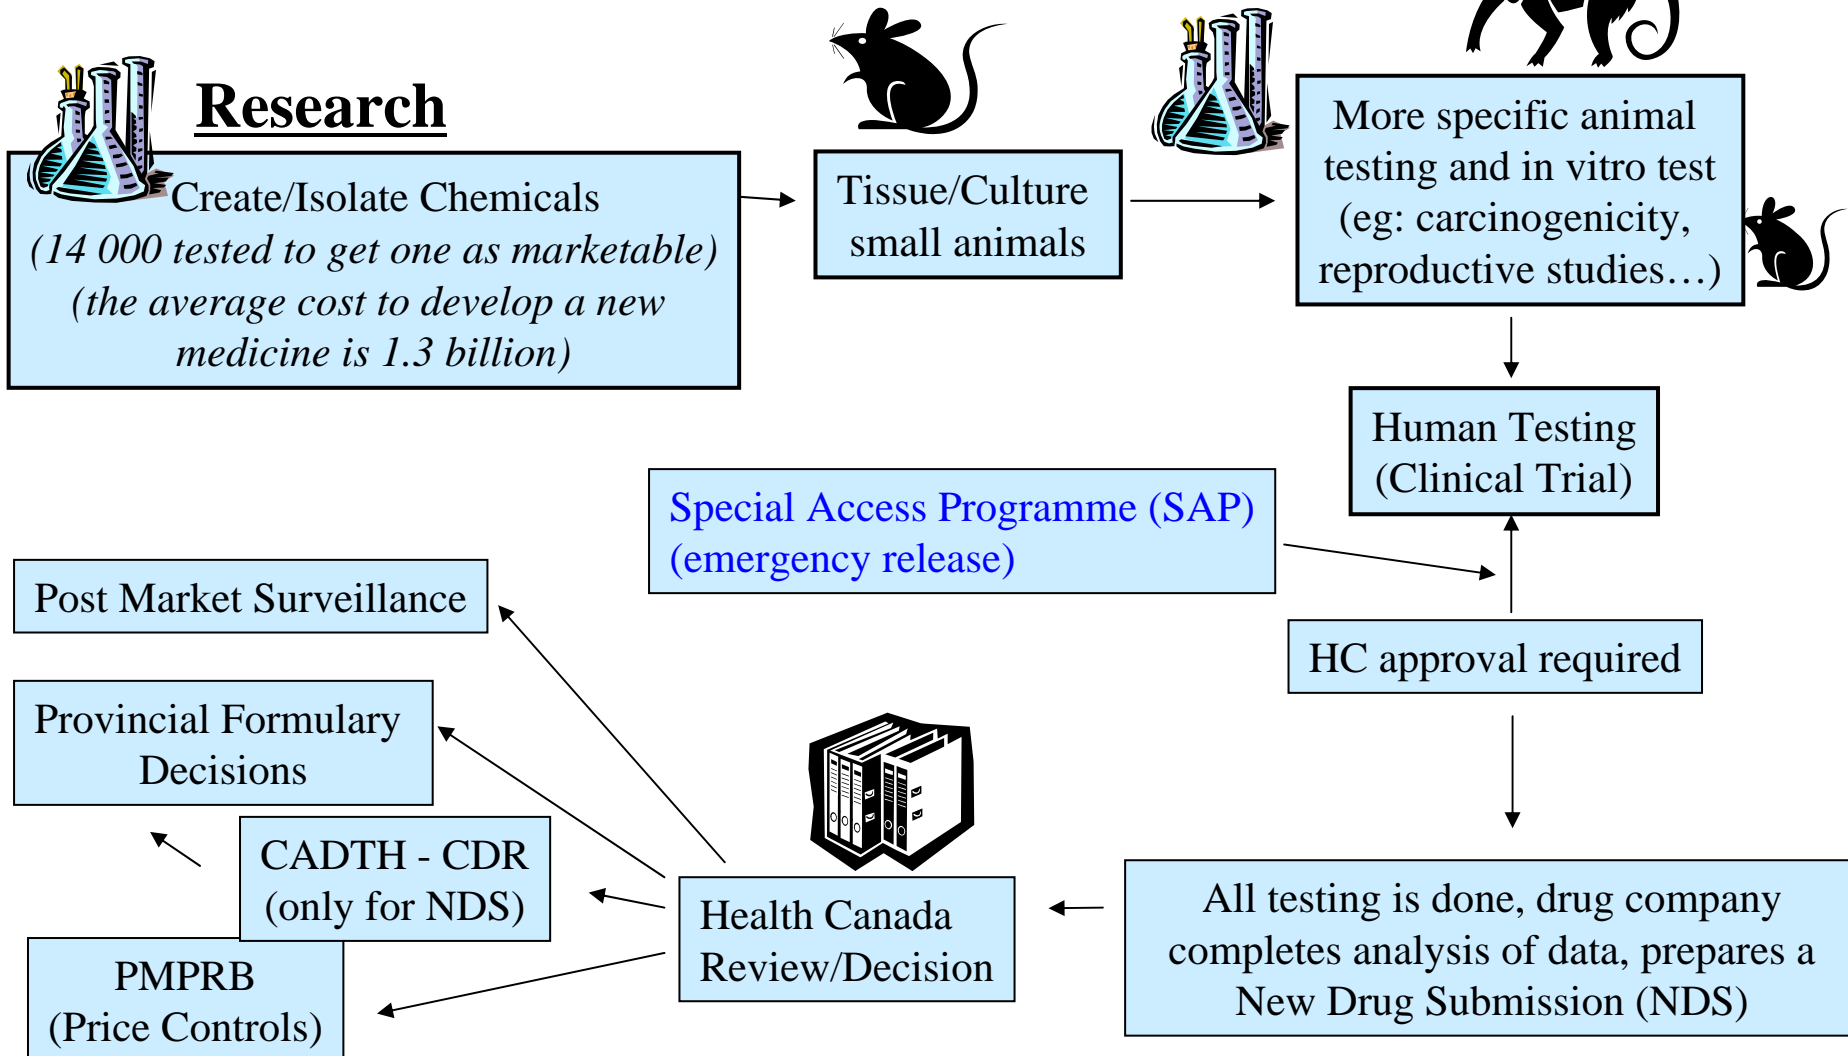 Research
Create/Isolate Chemicals
(14 000 tested to get one as marketable)
(the average cost to develop a new
medicine is 1.3 billion)
Tissue/Culture
small animals
More specific animal
testing and in vitro test
(eg: carcinogenicity,
reproductive studies…)
Human Testing
(Clinical Trial)
Special Access Programme (SAP)
(emergency release)
HC approval required
All testing is done, drug company
completes analysis of data, prepares a
New Drug Submission (NDS)
Health Canada
Review/Decision
Post Market Surveillance
Provincial Formulary
Decisions
CADTH - CDR
(only for NDS)
PMPRB
(Price Controls)